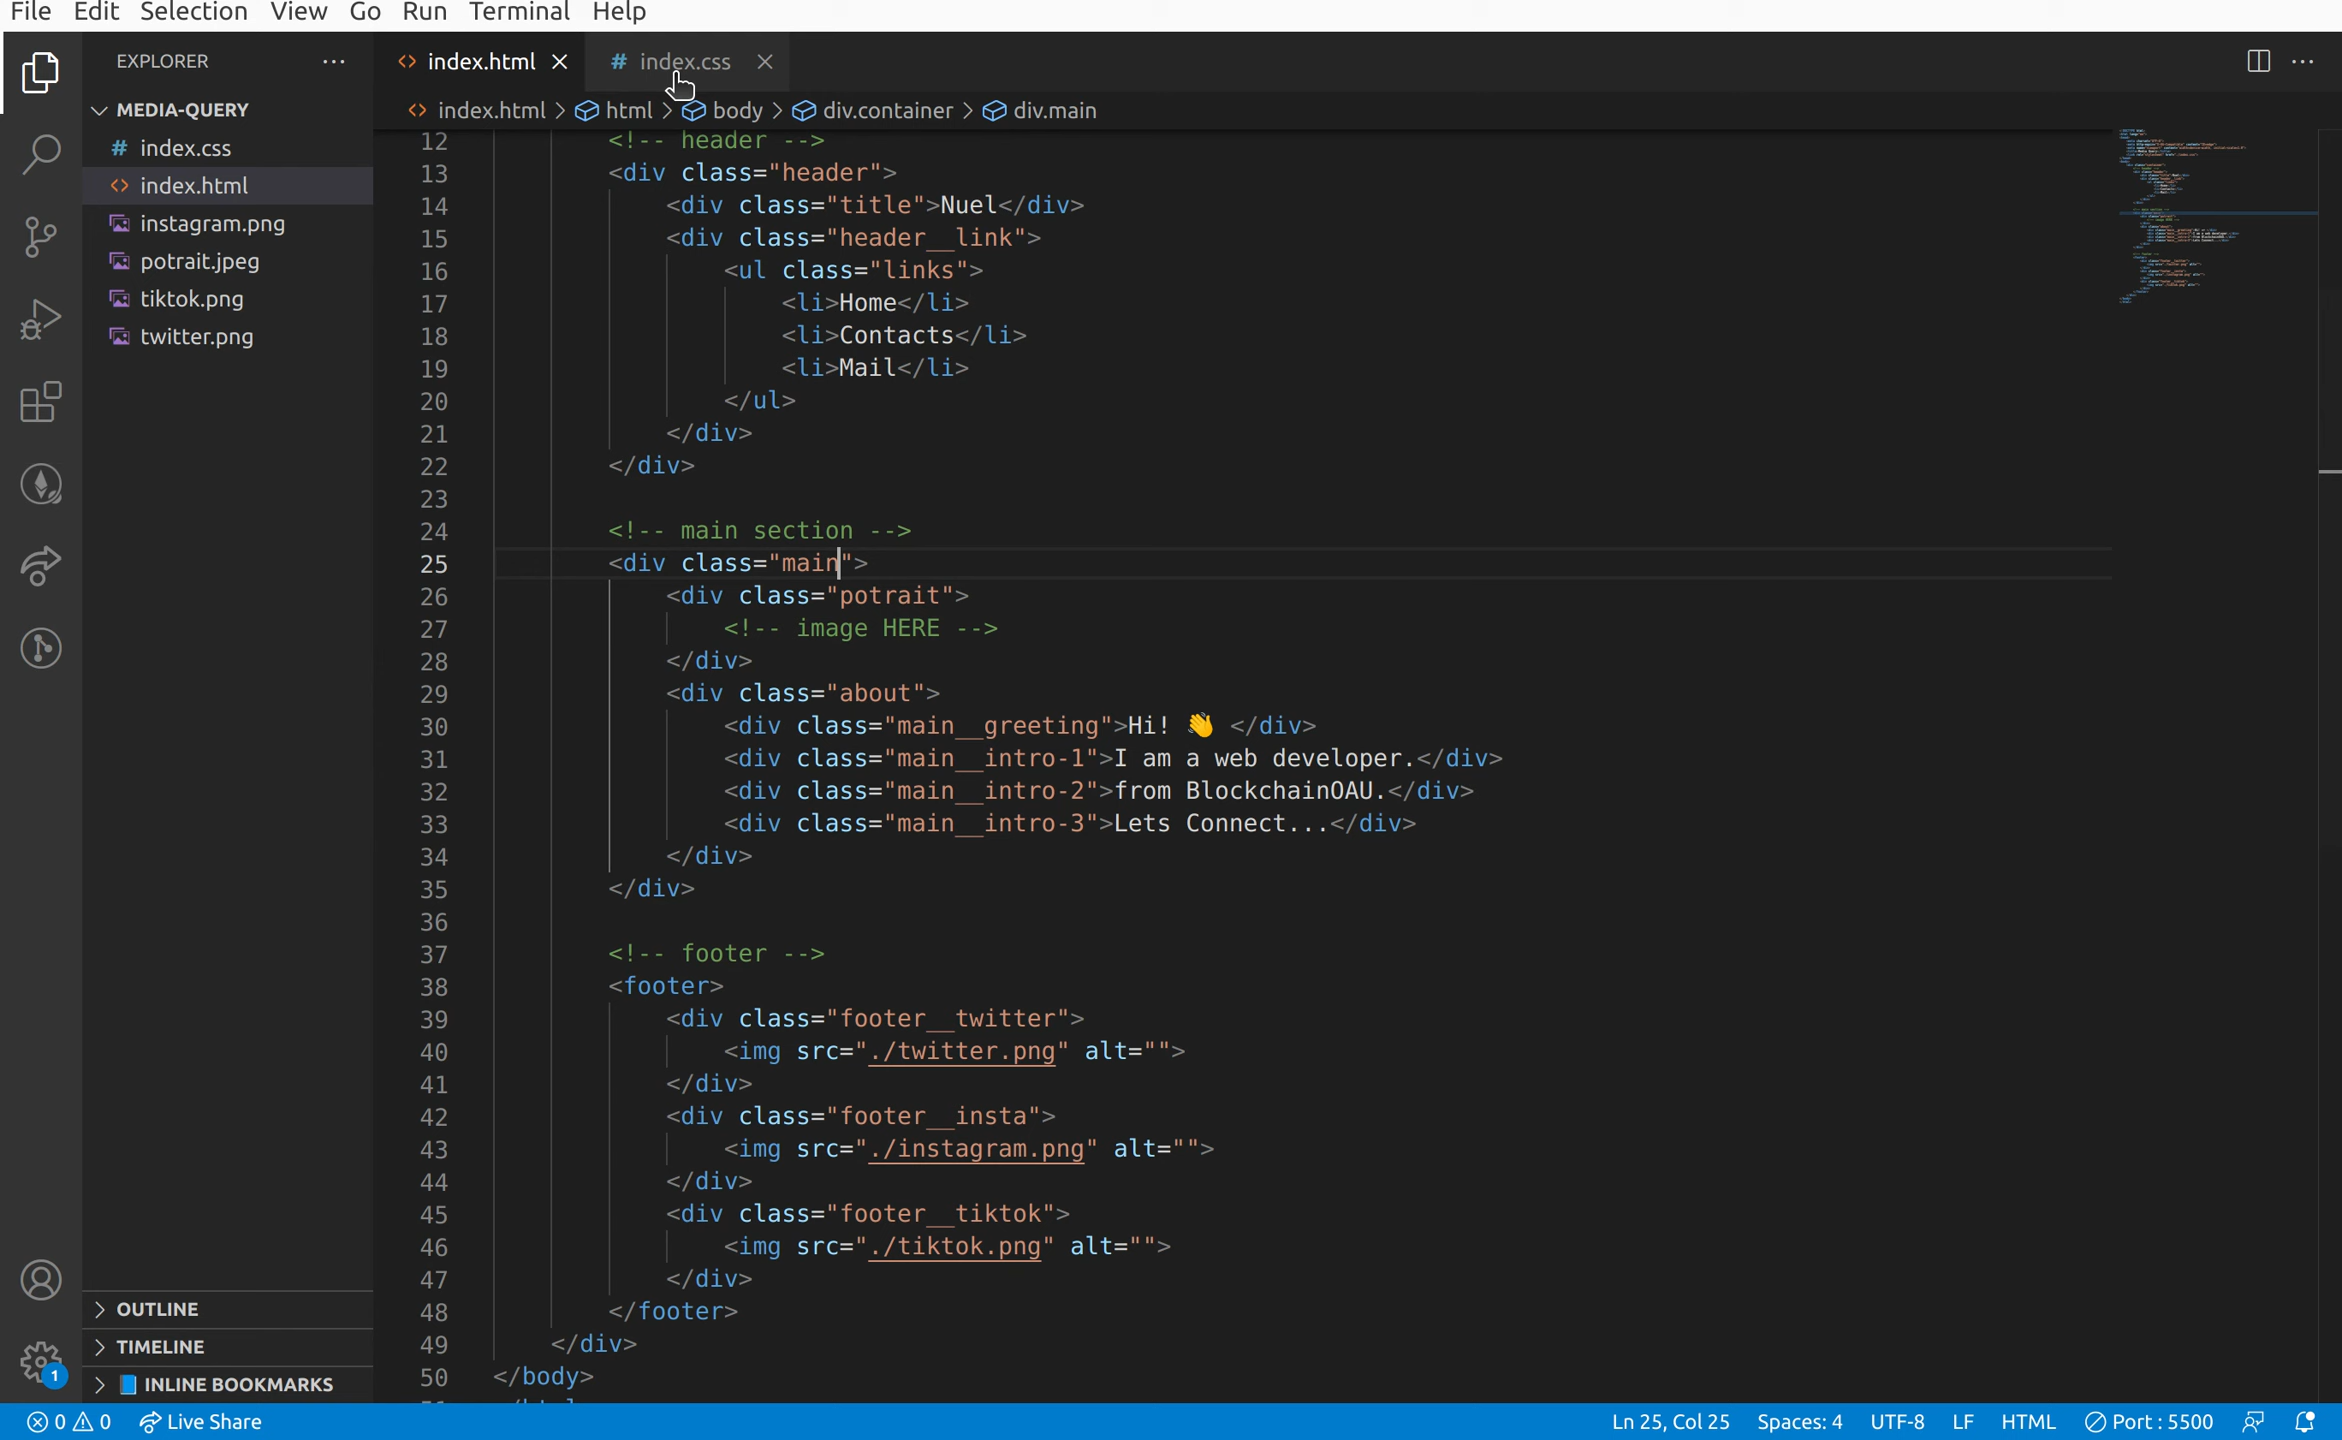 File Edit Selection View Go Run Terminal Help
EXPLORER ···
MEDIA-QUERY
# index.css
<> index.html
instagram.png
potrait.jpeg
tiktok.png
twitter.png
OUTLINE
TIMELINE
INLINE BOOKMARKS
1
<> index.html × # index.css ×
<> index.html > html > body > div.container > div.main
12 <!-- header -->
13 <div class="header">
14 <div class="title">Nuel</div>
15 <div class="header__link">
16 <ul class="links">
17 <li>Home</li>
18 <li>Contacts</li>
19 <li>Mail</li>
20 </ul>
21 </div>
22 </div>
23
24 <!-- main section -->
25 <div class="main">
26 <div class="potrait">
27 <!-- image HERE -->
28 </div>
29 <div class="about">
30 <div class="main__greeting">Hi! 👋 </div>
31 <div class="main__intro-1">I am a web developer.</div>
32 <div class="main__intro-2">from BlockchainOAU.</div>
33 <div class="main__intro-3">Lets Connect...</div>
34 </div>
35 </div>
36
37 <!-- footer -->
38 <footer>
39 <div class="footer__twitter">
40 <img src="./twitter.png" alt="">
41 </div>
42 <div class="footer__insta">
43 <img src="./instagram.png" alt="">
44 </div>
45 <div class="footer__tiktok">
46 <img src="./tiktok.png" alt="">
47 </div>
48 </footer>
49 </div>
50 </body>
0 0 Live Share Ln 25, Col 25 Spaces: 4 UTF-8 LF HTML Port : 5500